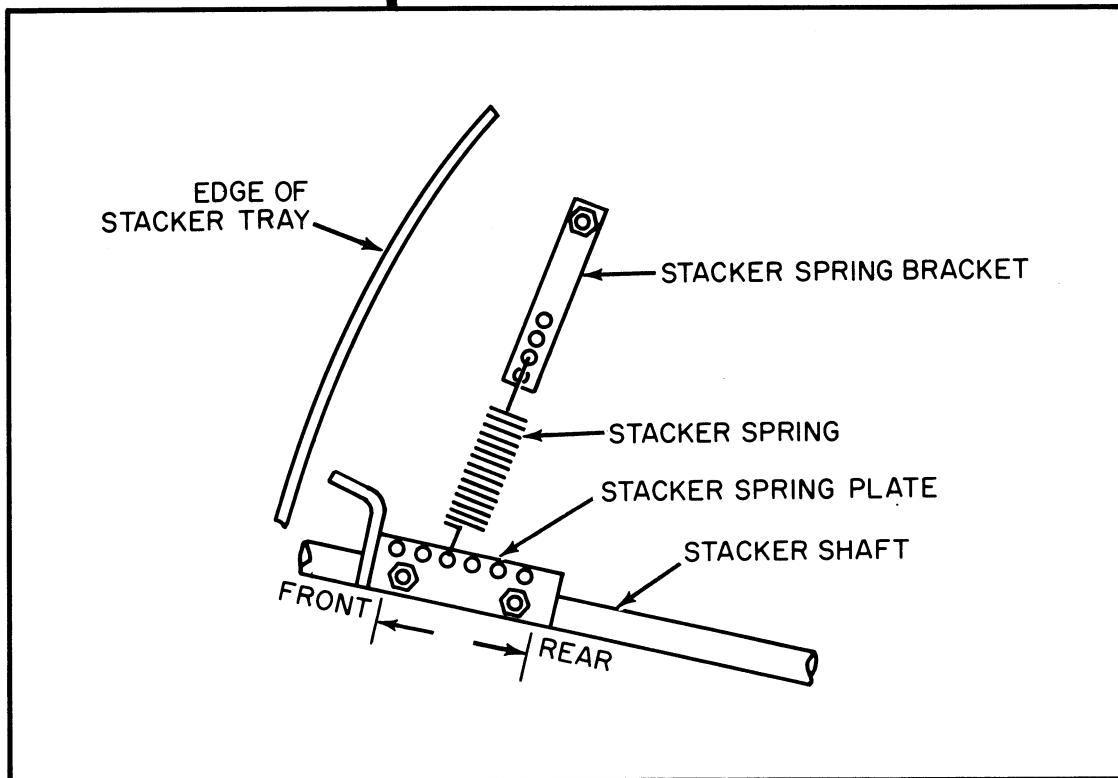 EDGE OF
STACKER TRAY
STACKER SPRING BRACKET
STACKER SPRING
STACKER SPRING PLATE
STACKER SHAFT
FRONT
REAR